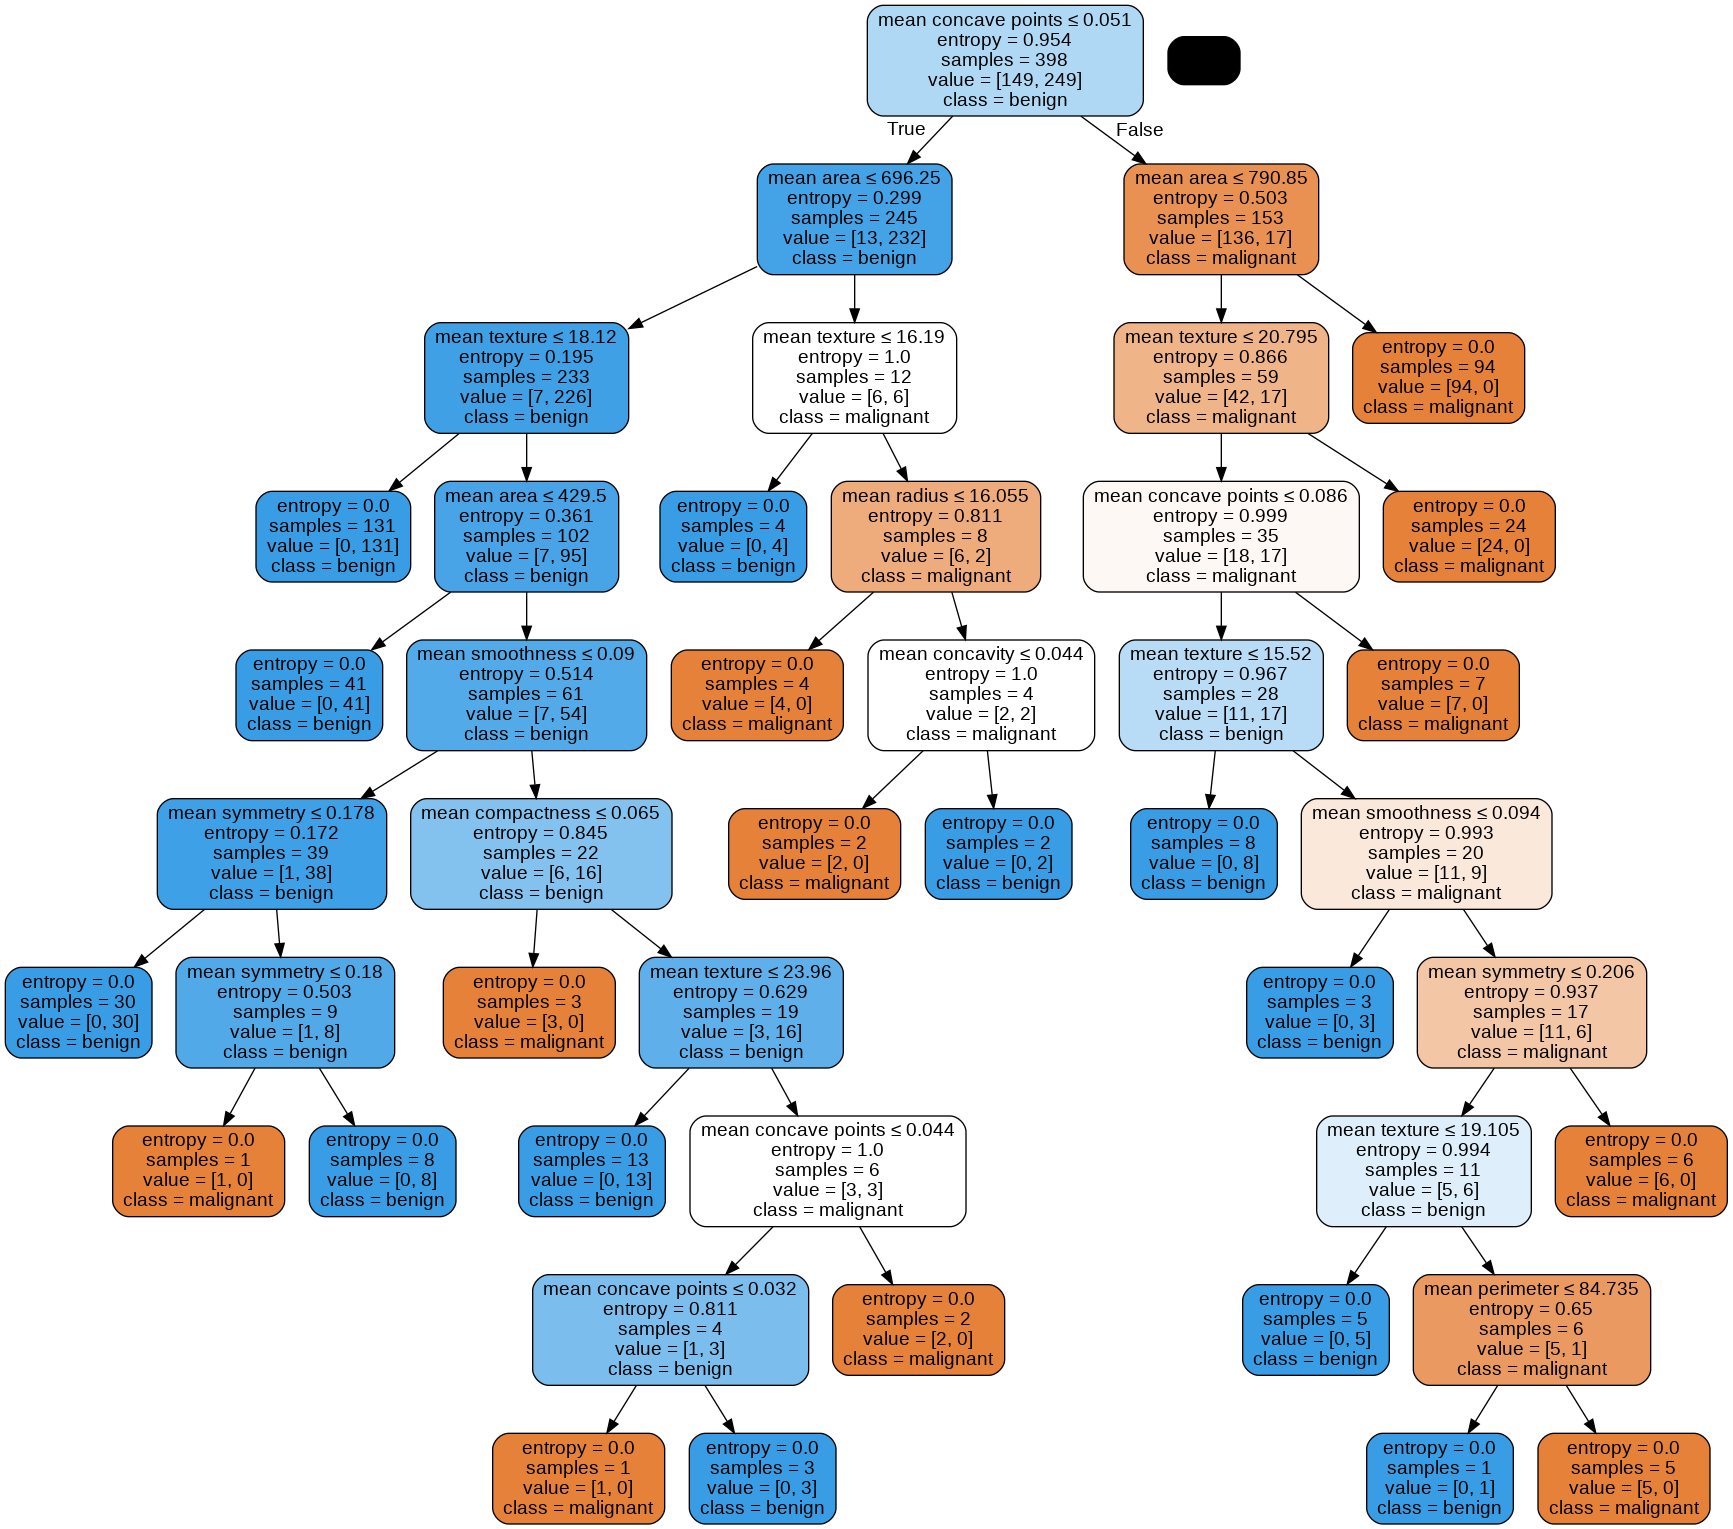 mean concave points ≤ 0.051
entropy = 0.954
samples = 398
value = [149, 249]
class = benign
True
False
mean area ≤ 696.25
entropy = 0.299
samples = 245
value = [13, 232]
class = benign
mean area ≤ 790.85
entropy = 0.503
samples = 153
value = [136, 17]
class = malignant
mean texture ≤ 18.12
entropy = 0.195
samples = 233
value = [7, 226]
class = benign
mean texture ≤ 16.19
entropy = 1.0
samples = 12
value = [6, 6]
class = malignant
mean texture ≤ 20.795
entropy = 0.866
samples = 59
value = [42, 17]
class = malignant
entropy = 0.0
samples = 94
value = [94, 0]
class = malignant
entropy = 0.0
samples = 131
value = [0, 131]
class = benign
mean area ≤ 429.5
entropy = 0.361
samples = 102
value = [7, 95]
class = benign
entropy = 0.0
samples = 4
value = [0, 4]
class = benign
mean radius ≤ 16.055
entropy = 0.811
samples = 8
value = [6, 2]
class = malignant
mean concave points ≤ 0.086
entropy = 0.999
samples = 35
value = [18, 17]
class = malignant
entropy = 0.0
samples = 24
value = [24, 0]
class = malignant
entropy = 0.0
samples = 41
value = [0, 41]
class = benign
mean smoothness ≤ 0.09
entropy = 0.514
samples = 61
value = [7, 54]
class = benign
entropy = 0.0
samples = 4
value = [4, 0]
class = malignant
mean concavity ≤ 0.044
entropy = 1.0
samples = 4
value = [2, 2]
class = malignant
mean texture ≤ 15.52
entropy = 0.967
samples = 28
value = [11, 17]
class = benign
entropy = 0.0
samples = 7
value = [7, 0]
class = malignant
mean symmetry ≤ 0.178
entropy = 0.172
samples = 39
value = [1, 38]
class = benign
mean compactness ≤ 0.065
entropy = 0.845
samples = 22
value = [6, 16]
class = benign
entropy = 0.0
samples = 2
value = [2, 0]
class = malignant
entropy = 0.0
samples = 2
value = [0, 2]
class = benign
entropy = 0.0
samples = 8
value = [0, 8]
class = benign
mean smoothness ≤ 0.094
entropy = 0.993
samples = 20
value = [11, 9]
class = malignant
entropy = 0.0
samples = 30
value = [0, 30]
class = benign
mean symmetry ≤ 0.18
entropy = 0.503
samples = 9
value = [1, 8]
class = benign
entropy = 0.0
samples = 3
value = [3, 0]
class = malignant
mean texture ≤ 23.96
entropy = 0.629
samples = 19
value = [3, 16]
class = benign
entropy = 0.0
samples = 3
value = [0, 3]
class = benign
mean symmetry ≤ 0.206
entropy = 0.937
samples = 17
value = [11, 6]
class = malignant
entropy = 0.0
samples = 1
value = [1, 0]
class = malignant
entropy = 0.0
samples = 8
value = [0, 8]
class = benign
entropy = 0.0
samples = 13
value = [0, 13]
class = benign
mean concave points ≤ 0.044
entropy = 1.0
samples = 6
value = [3, 3]
class = malignant
mean texture ≤ 19.105
entropy = 0.994
samples = 11
value = [5, 6]
class = benign
entropy = 0.0
samples = 6
value = [6, 0]
class = malignant
mean concave points ≤ 0.032
entropy = 0.811
samples = 4
value = [1, 3]
class = benign
entropy = 0.0
samples = 2
value = [2, 0]
class = malignant
entropy = 0.0
samples = 5
value = [0, 5]
class = benign
mean perimeter ≤ 84.735
entropy = 0.65
samples = 6
value = [5, 1]
class = malignant
entropy = 0.0
samples = 1
value = [1, 0]
class = malignant
entropy = 0.0
samples = 3
value = [0, 3]
class = benign
entropy = 0.0
samples = 1
value = [0, 1]
class = benign
entropy = 0.0
samples = 5
value = [5, 0]
class = malignant